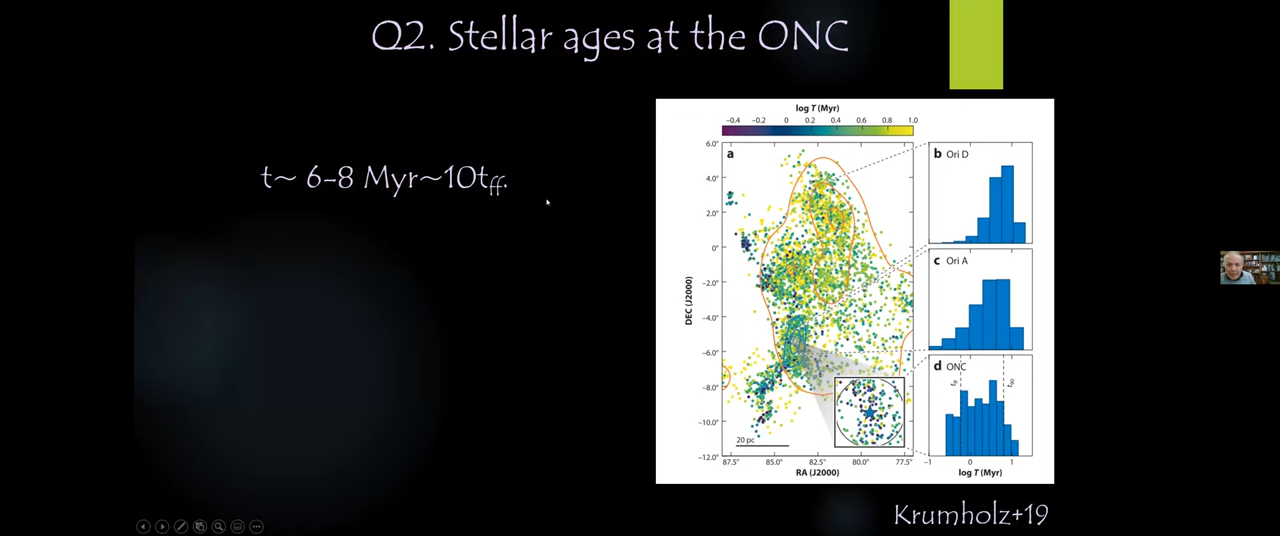 Q2. Stellar ages at the ONC
t~ 6-8 Myr~10tff.
log T (Myr)
−0.4 −0.2 0 0.2 0.4 0.6 0.8 1.0
a
6.0°
4.0°
2.0°
0°
−2.0°
−4.0°
−6.0°
−8.0°
−10.0°
−12.0°
DEC (J2000)
20 pc
87.5° 85.0° 82.5° 80.0° 77.5°
RA (J2000)
b Ori D
c Ori A
d ONC
tff
t90
−1 0 1
log T (Myr)
Krumholz+19